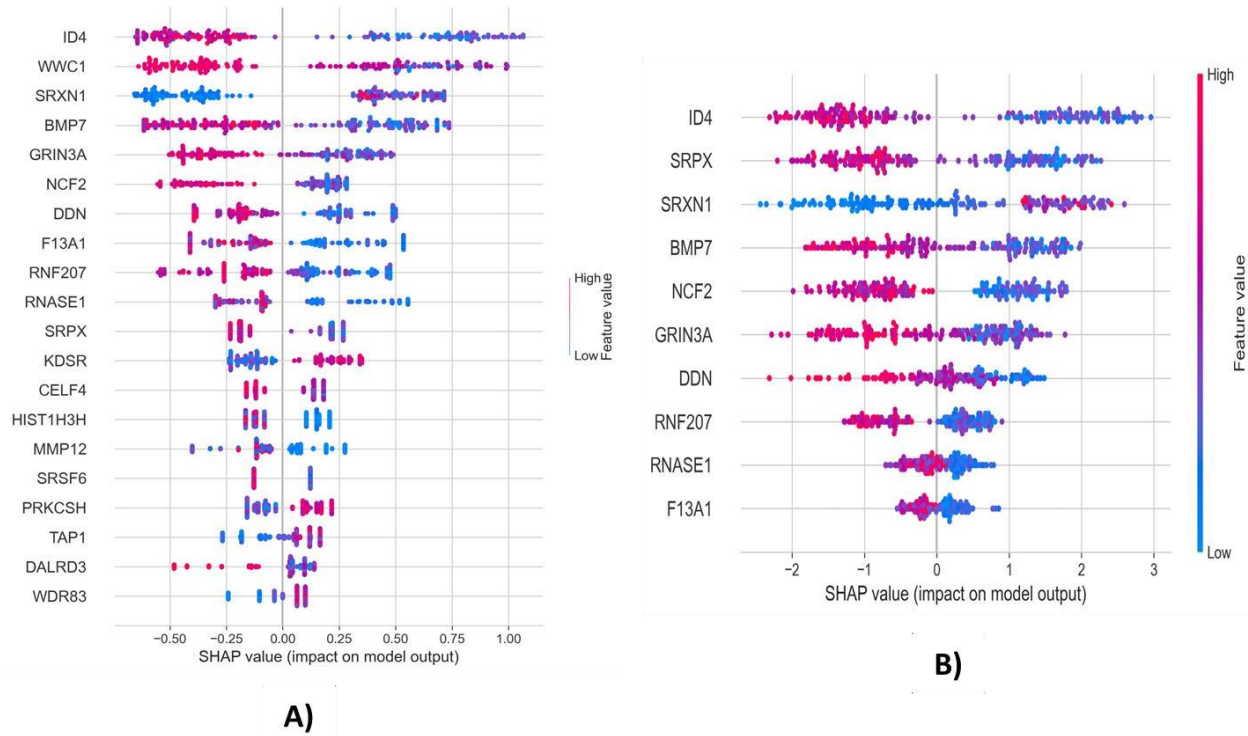 ID4
WWC1
SRXN1
BMP7
GRIN3A
NCF2
DDN
F13A1
RNF207
RNASE1
SRPX
KDSR
CELF4
HIST1H3H
MMP12
SRSF6
PRKCSH
TAP1
DALRD3
WDR83
−0.50 −0.25 0.00 0.25 0.50 0.75 1.00
SHAP value (impact on model output)
High
Low
Feature value
A)
ID4
SRPX
SRXN1
BMP7
NCF2
GRIN3A
DDN
RNF207
RNASE1
F13A1
−2 −1 0 1 2 3
SHAP value (impact on model output)
High
Low
Feature value
B)